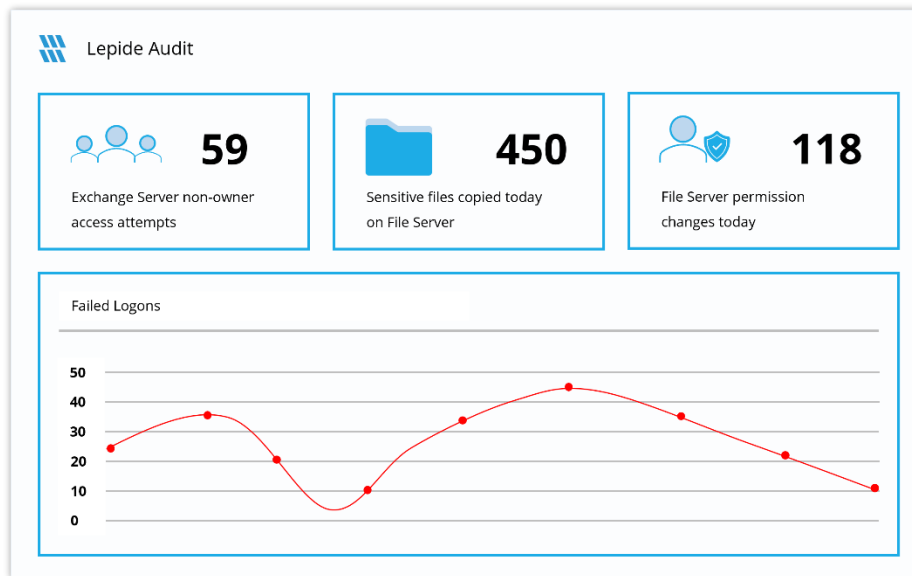 Lepide Audit
59
Exchange Server non-owner
access attempts
450
Sensitive files copied today
on File Server
118
File Server permission
changes today
Failed Logons
50
40
30
20
10
0